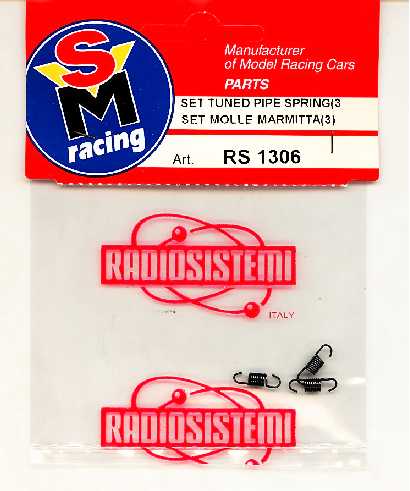 SM
racing
Manufacturer
of Model Racing Cars
PARTS
SET TUNED PIPE SPRING(3
SET MOLLE MARMITTA(3)
Art. RS 1306
RADIOSISTEMI
ITALY
RADIOSISTEMI